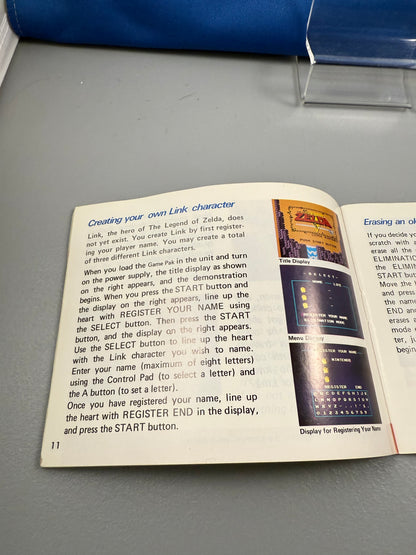 Creating your own Link character
Link, the hero of The Legend of Zelda, does
not yet exist. You create Link by first register-
ing your player name. You may create a total
of three different Link characters.
When you load the Game Pak in the unit and turn
on the power supply, the title display as shown
on the right appears, and the demonstration
begins. When you press the START button and
the display on the right appears, line up the
heart with REGISTER YOUR NAME using
the SELECT button. Then press the START
button, and the display on the right appears.
Use the SELECT button to line up the heart
with the Link character you wish to name.
Enter your name (maximum of eight letters)
using the Control Pad (to select a letter) and
the A button (to set a letter).
Once you have registered your name, line up
the heart with REGISTER END in the display,
and press the START button.
11
ZELDA
Title Display
SELECT
NAME
LIFE
REGISTER YOUR NAME
ELIMINATION MODE
Menu Display
REGISTER YOUR NAME
NINTENDO
REGISTER END
Display for Registering Your Name
Erasing an ol
If you decide y
scratch with
erase all the
ELIMINATIO
the ELIMIN
Move the
and press
the name
END and
erases a
mode
ter, ju
begin